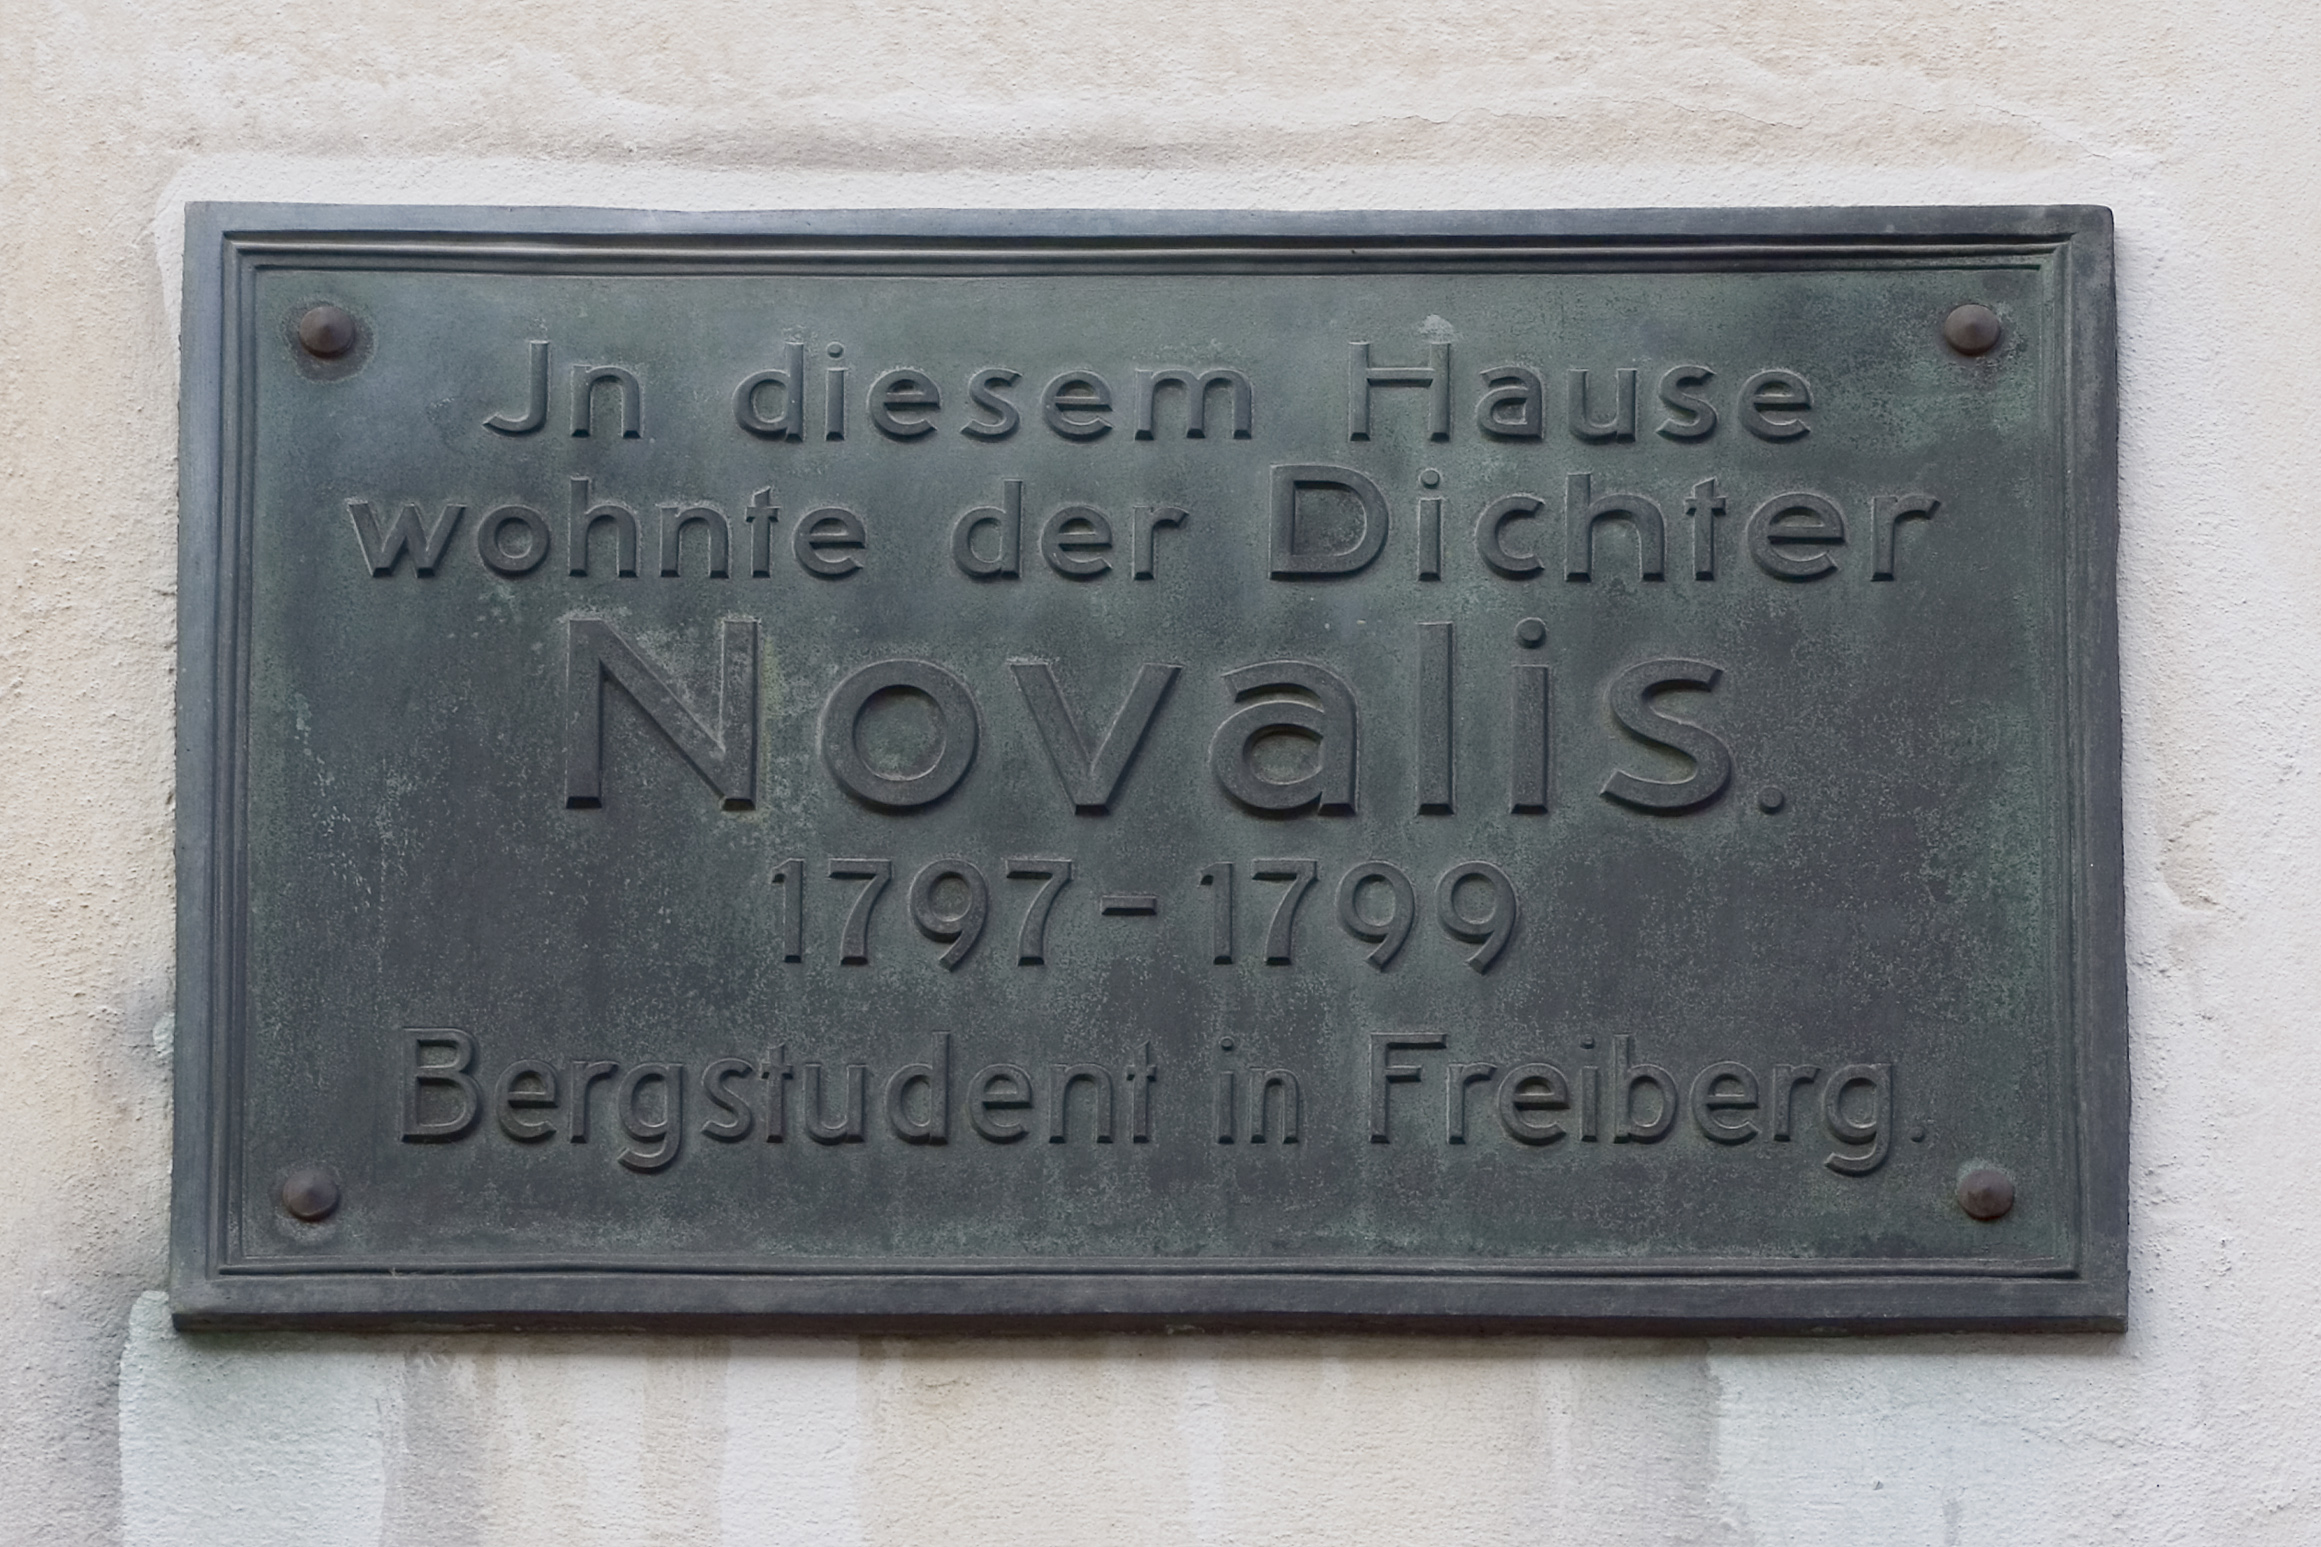 Jn diesem Hause
wohnte der Dichter
Novalis.
1797-1799
Bergstudent in Freiberg.